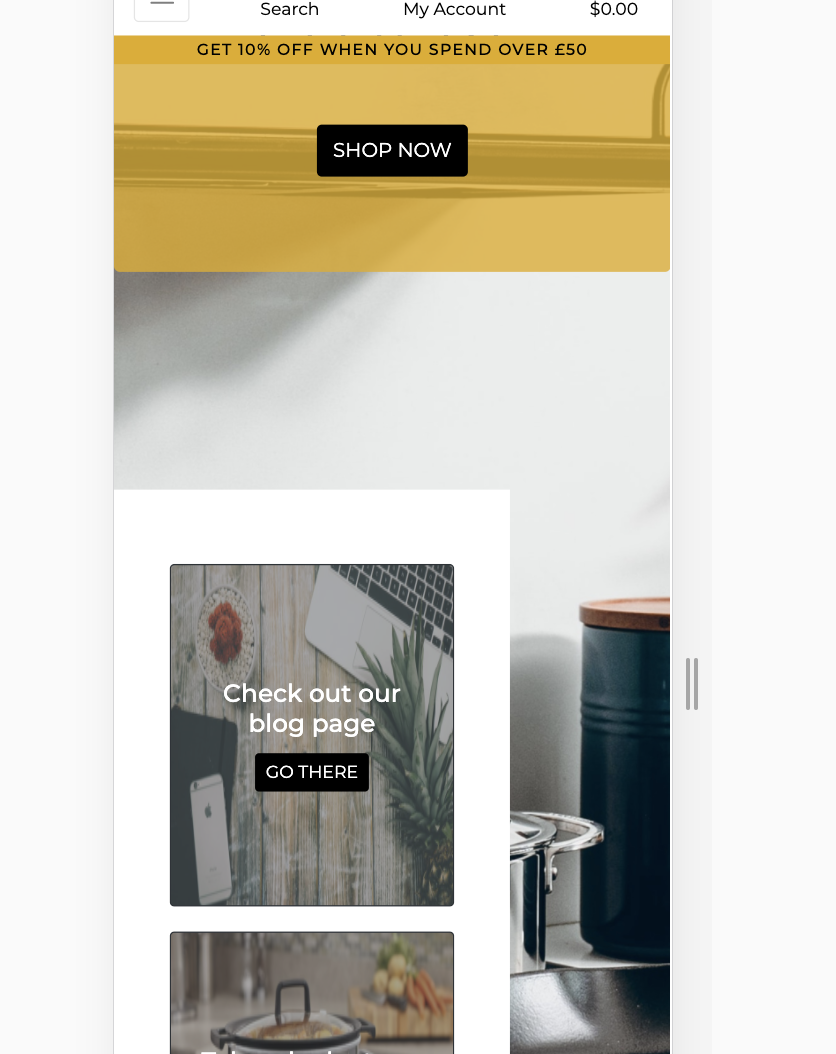 Search My Account $0.00
GET 10% OFF WHEN YOU SPEND OVER £50
SHOP NOW
Check out our
blog page
GO THERE